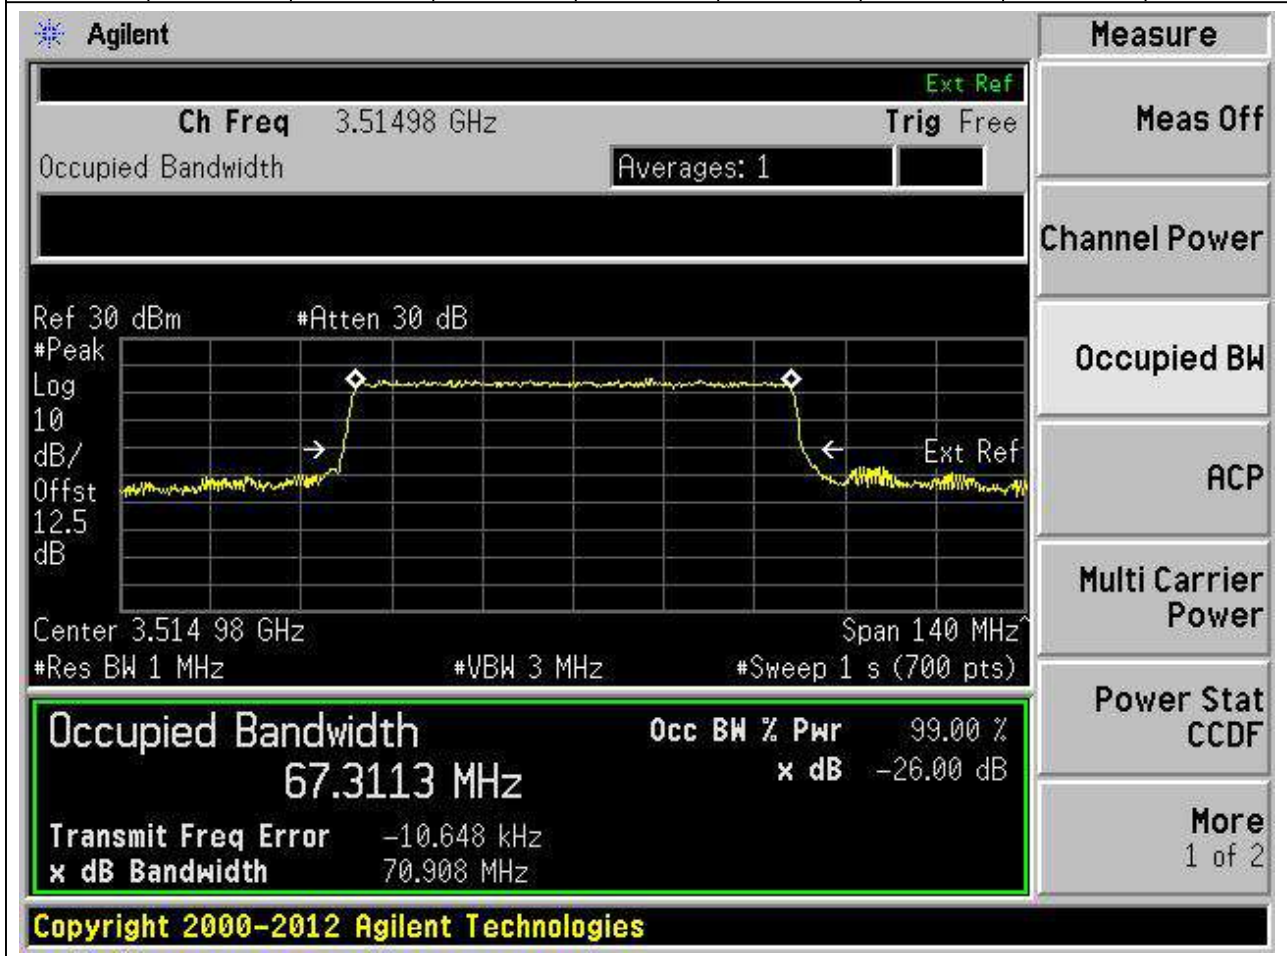 Agilent
Measure
Ext Ref
Ch Freq 3.51498 GHz Trig Free
Meas Off
Occupied Bandwidth Averages: 1
Channel Power
Ref 30 dBm #Atten 30 dB
#Peak
Log
10
dB/
Offst
12.5
dB
Ext Ref
Occupied BW
ACP
Center 3.514 98 GHz Span 140 MHz^
#Res BW 1 MHz #VBW 3 MHz #Sweep 1 s (700 pts)
Multi Carrier
Power
Occupied Bandwidth Occ BW % Pwr 99.00 %
67.3113 MHz x dB -26.00 dB
Transmit Freq Error -10.648 kHz
x dB Bandwidth 70.908 MHz
Power Stat
CCDF
More
1 of 2
Copyright 2000-2012 Agilent Technologies